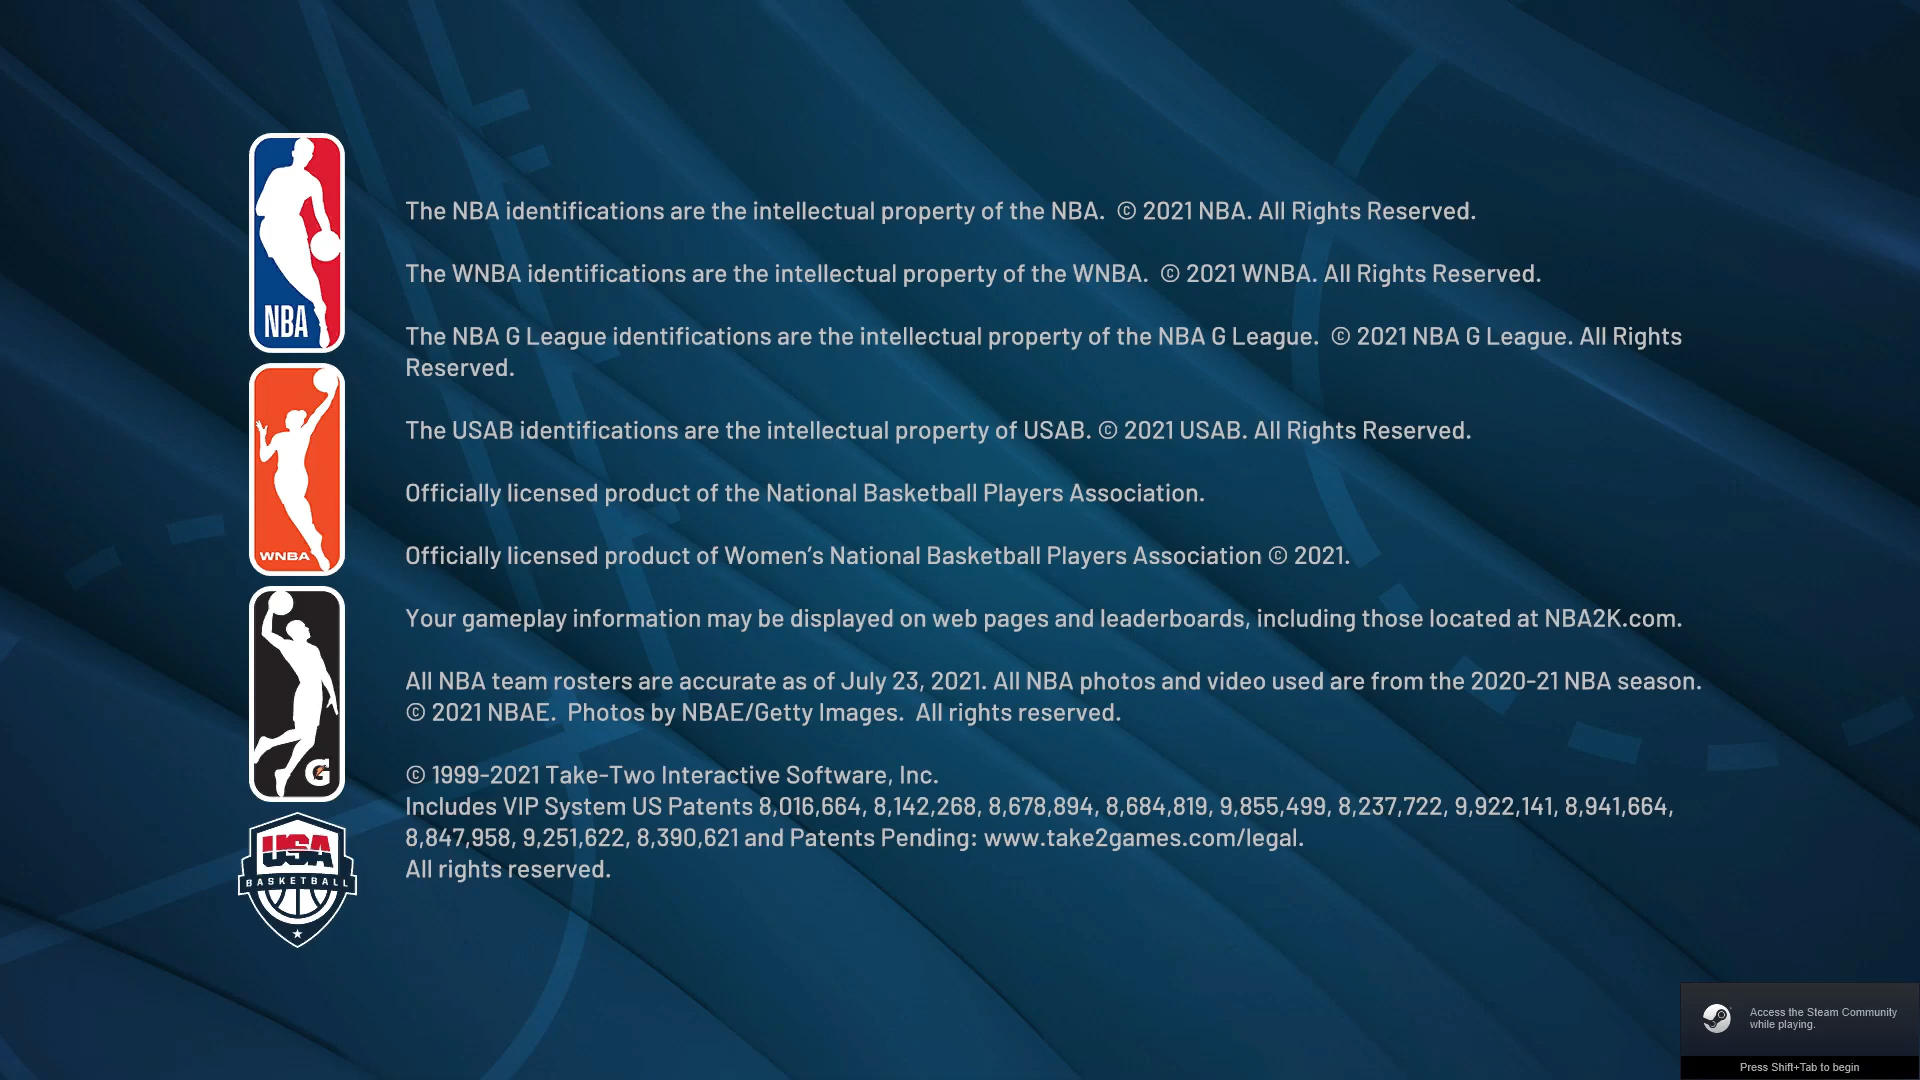 NBA
The NBA identifications are the intellectual property of the NBA.  © 2021 NBA. All Rights Reserved.
The WNBA identifications are the intellectual property of the WNBA.  © 2021 WNBA. All Rights Reserved.
The NBA G League identifications are the intellectual property of the NBA G League.  © 2021 NBA G League. All Rights
Reserved.
WNBA
The USAB identifications are the intellectual property of USAB. © 2021 USAB. All Rights Reserved.
Officially licensed product of the National Basketball Players Association.
Officially licensed product of Women’s National Basketball Players Association © 2021.
Your gameplay information may be displayed on web pages and leaderboards, including those located at NBA2K.com.
All NBA team rosters are accurate as of July 23, 2021. All NBA photos and video used are from the 2020-21 NBA season.
© 2021 NBAE.  Photos by NBAE/Getty Images.  All rights reserved.
G
© 1999-2021 Take-Two Interactive Software, Inc.
Includes VIP System US Patents 8,016,664, 8,142,268, 8,678,894, 8,684,819, 9,855,499, 8,237,722, 9,922,141, 8,941,664,
8,847,958, 9,251,622, 8,390,621 and Patents Pending: www.take2games.com/legal.
All rights reserved.
USA
BASKETBALL
Access the Steam Community
while playing.
Press Shift+Tab to begin